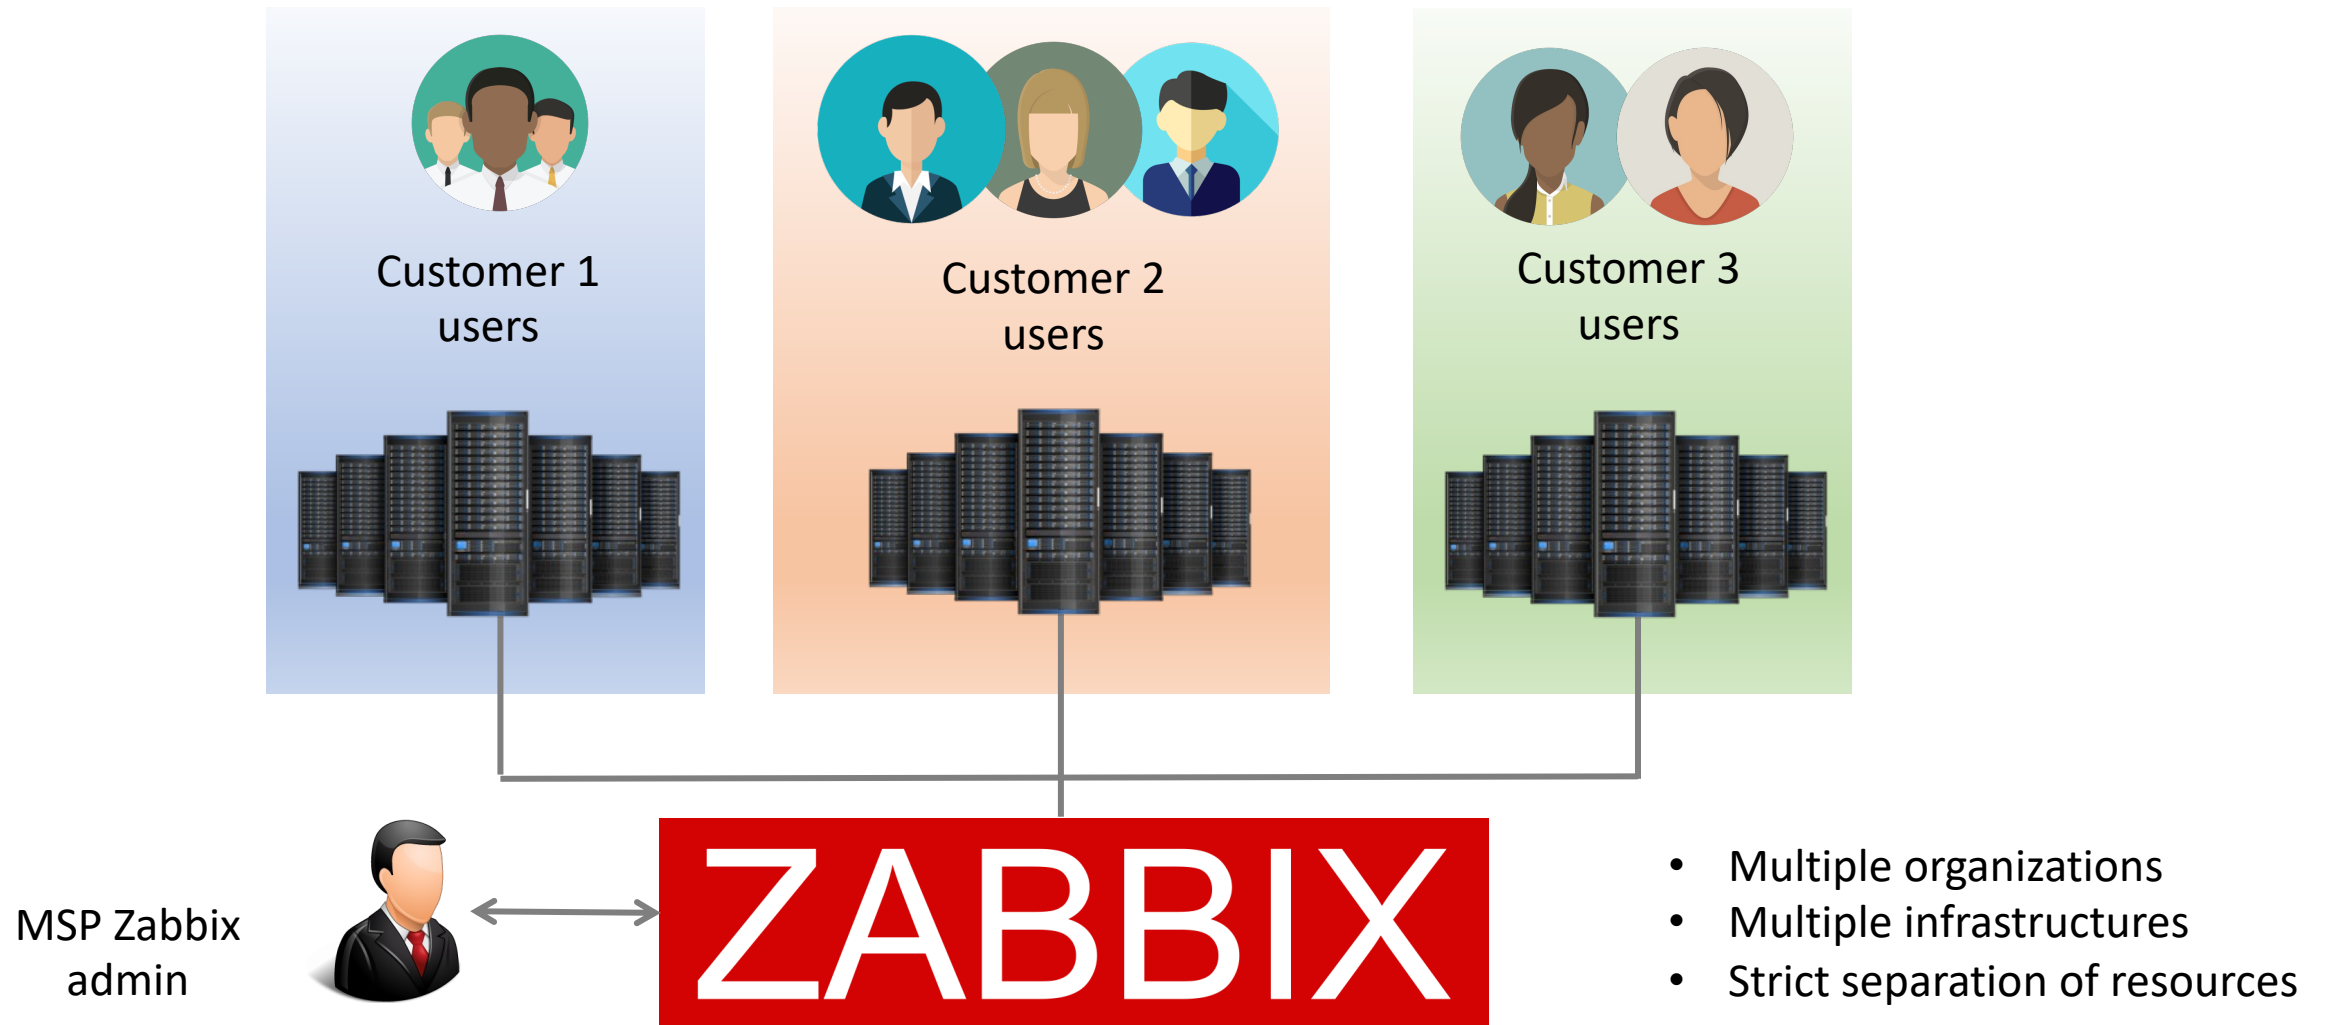 Customer 1
users
Customer 2
users
Customer 3
users
MSP Zabbix
admin
ZABBIX
• Multiple organizations
• Multiple infrastructures
• Strict separation of resources